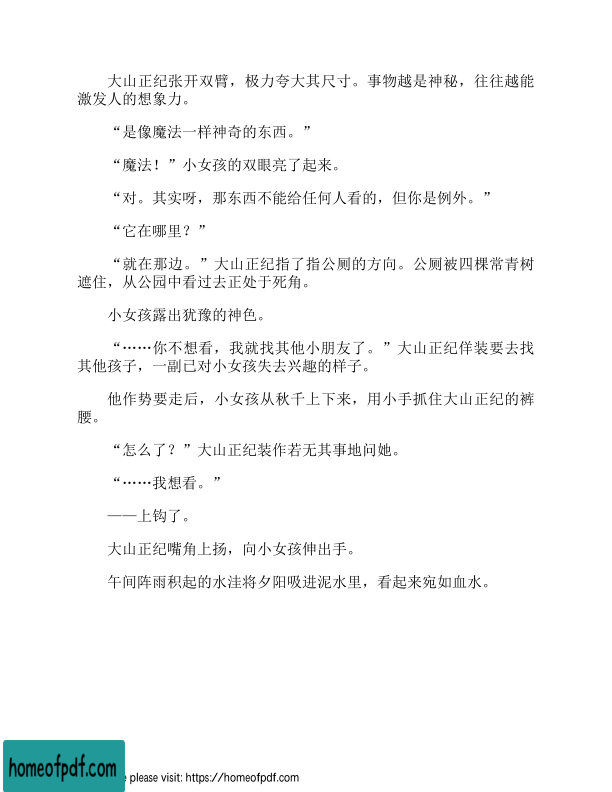 大山正纪张开双臂，极力夸大其尺寸。事物越是神秘，往往越能
激发人的想象力。
“是像魔法一样神奇的东西。”
“魔法！”小女孩的双眼亮了起来。
“对。其实呀，那东西不能给任何人看的，但你是例外。”
“它在哪里？”
“就在那边。”大山正纪指了指公厕的方向。公厕被四棵常青树
遮住，从公园中看过去正处于死角。
小女孩露出犹豫的神色。
“……你不想看，我就找其他小朋友了。”大山正纪佯装要去找
其他孩子，一副已对小女孩失去兴趣的样子。
他作势要走后，小女孩从秋千上下来，用小手抓住大山正纪的裤
腰。
“怎么了？”大山正纪装作若无其事地问她。
“……我想看。”
——上钩了。
大山正纪嘴角上扬，向小女孩伸出手。
午间阵雨积起的水洼将夕阳吸进泥水里，看起来宛如血水。
homeofpdf.com
e please visit: https://homeofpdf.com